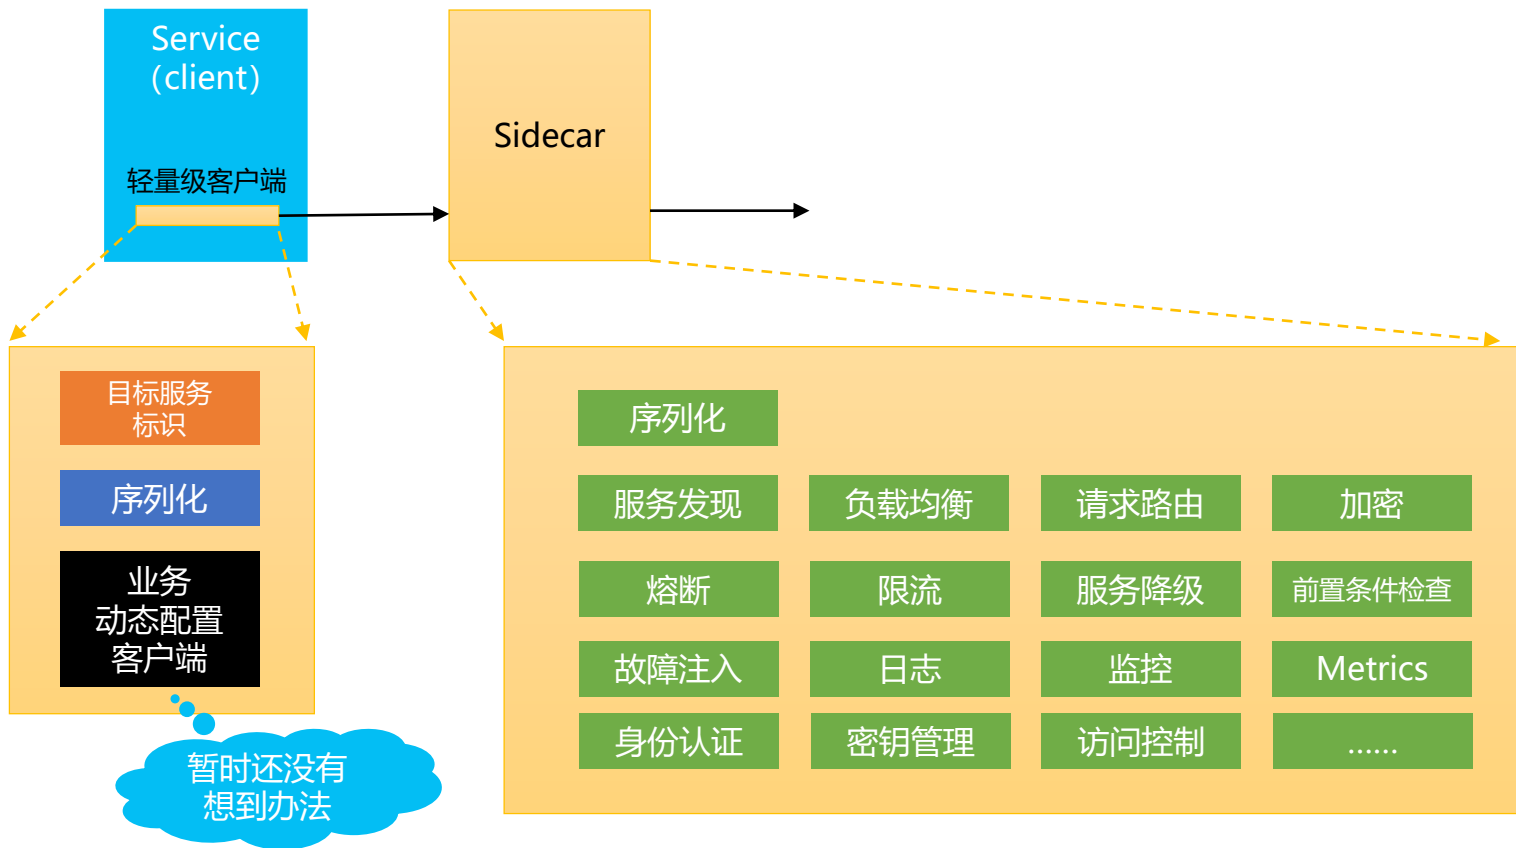 Service
（client）
轻量级客户端
Sidecar
目标服务
标识
序列化
业务
动态配置
客户端
暂时还没有
想到办法
序列化
服务发现
负载均衡
请求路由
加密
熔断
限流
服务降级
前置条件检查
故障注入
日志
监控
Metrics
身份认证
密钥管理
访问控制
……